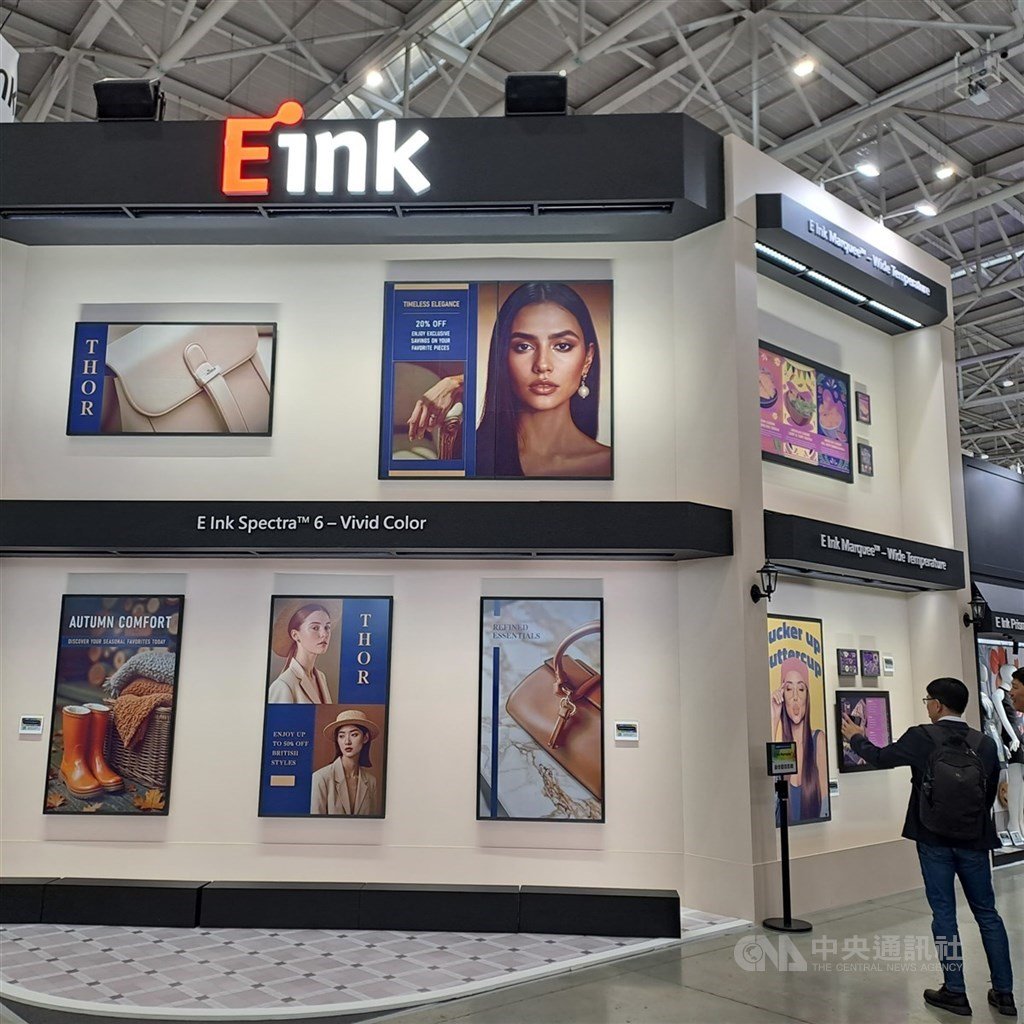 E ink
E Ink Marquee™ – Wide Temperature
THOR
TIMELESS ELEGANCE
20% OFF
ENJOY EXCLUSIVE
SAVINGS ON YOUR
FAVORITE PIECES
E Ink Spectra™ 6 – Vivid Color
E Ink Marquee™ – Wide Temperature
AUTUMN COMFORT
DISCOVER YOUR SEASONAL FAVORITES TODAY
THOR
ENJOY UP
TO 50% OFF
BRITISH
STYLES
REFINED
ESSENTIALS
ucker up
uttercup
E Ink Prism
CNA 中央通訊社
THE CENTRAL NEWS AGENCY